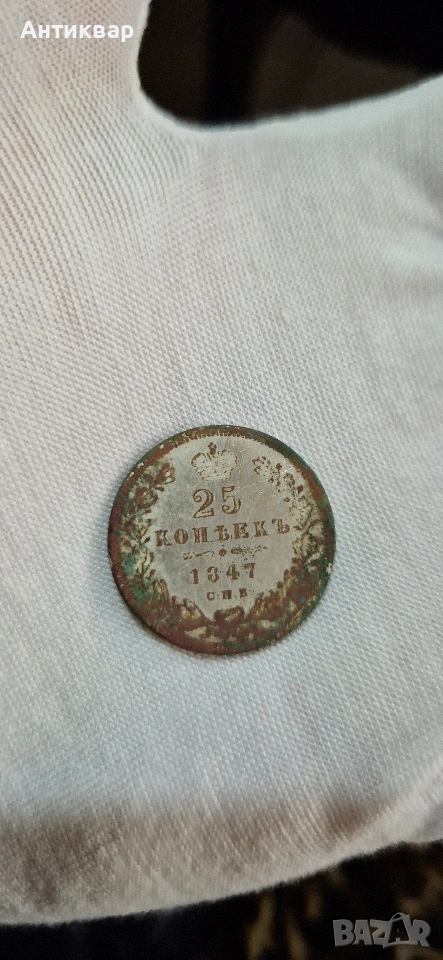 Антиквар
25
КОПѢЕКЪ
1847
С П Б
BAZAR